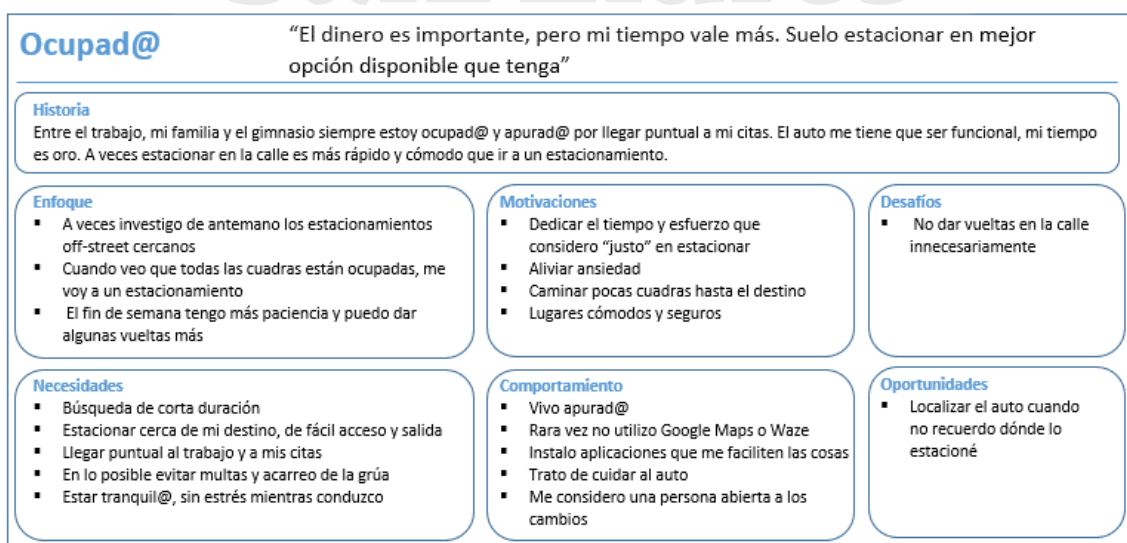 Ocupad@
“El dinero es importante, pero mi tiempo vale más. Suelo estacionar en mejor
opción disponible que tenga”
Historia
Entre el trabajo, mi familia y el gimnasio siempre estoy ocupad@ y apurad@ por llegar puntual a mi citas. El auto me tiene que ser funcional, mi tiempo
es oro. A veces estacionar en la calle es más rápido y cómodo que ir a un estacionamiento.
Enfoque
▪ A veces investigo de antemano los estacionamientos
off-street cercanos
▪ Cuando veo que todas las cuadras están ocupadas, me
voy a un estacionamiento
▪ El fin de semana tengo más paciencia y puedo dar
algunas vueltas más
Motivaciones
▪ Dedicar el tiempo y esfuerzo que
considero “justo” en estacionar
▪ Aliviar ansiedad
▪ Caminar pocas cuadras hasta el destino
▪ Lugares cómodos y seguros
Desafíos
▪ No dar vueltas en la calle
innecesariamente
Necesidades
▪ Búsqueda de corta duración
▪ Estacionar cerca de mi destino, de fácil acceso y salida
▪ Llegar puntual al trabajo y a mis citas
▪ En lo posible evitar multas y acarreo de la grúa
▪ Estar tranquil@, sin estrés mientras conduzco
Comportamiento
▪ Vivo apurad@
▪ Rara vez no utilizo Google Maps o Waze
▪ Instalo aplicaciones que me faciliten las cosas
▪ Trato de cuidar al auto
▪ Me considero una persona abierta a los
cambios
Oportunidades
▪ Localizar el auto cuando
no recuerdo dónde lo
estacioné